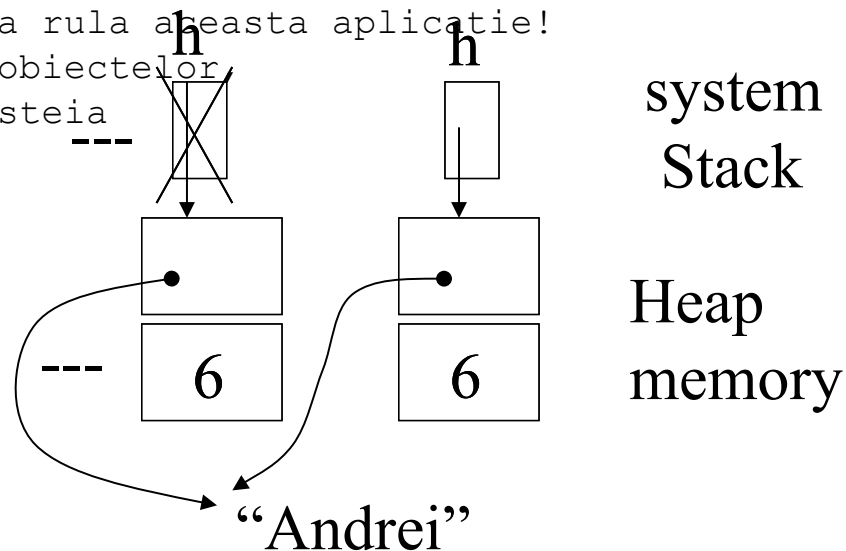 a rula aceasta aplicatie!
obiectelor
steia
h
h
system
Stack
---
Heap
memory
---
6
6
“Andrei”